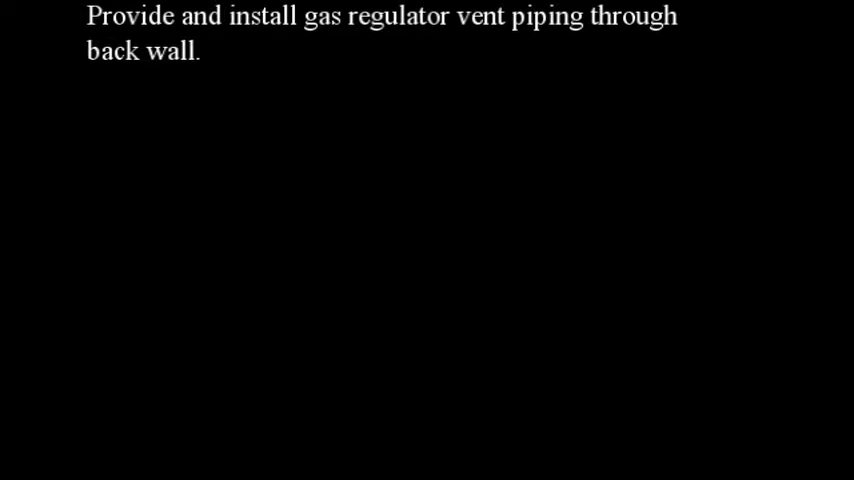 Provide and install gas regulator vent piping through
back wall.